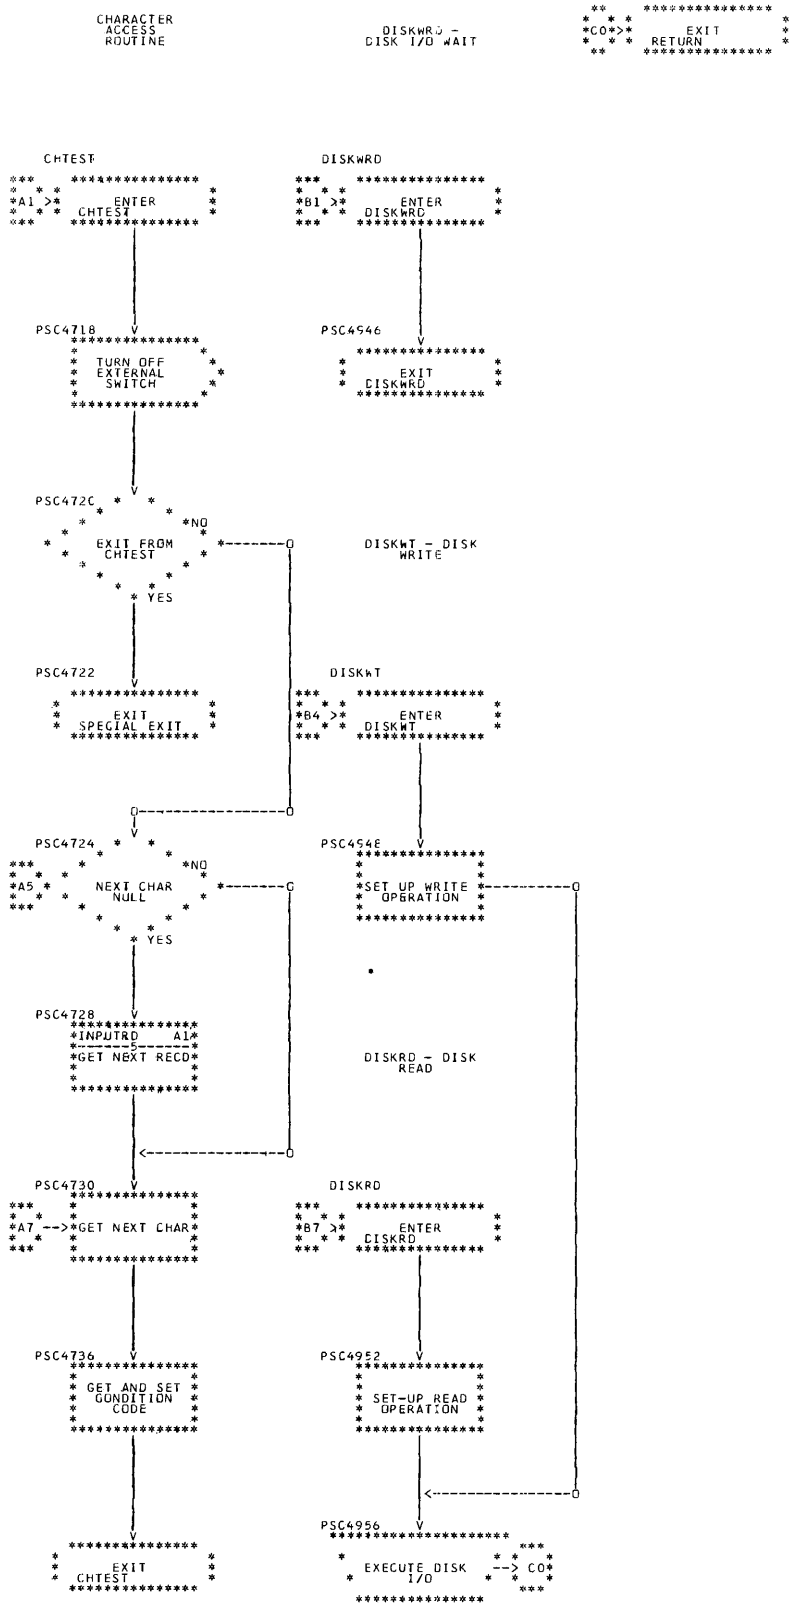 CHARACTER
ACCESS
ROUTINE
DISKWRD -
DISK I/O WAIT
C0
EXIT
RETURN
CHTEST
A1
ENTER
CHTEST
PSC4718
TURN OFF
EXTERNAL
SWITCH
PSC4720
NO
EXIT FROM
CHTEST
YES
PSC4722
EXIT
SPECIAL EXIT
PSC4724
NO
A5
NEXT CHAR
NULL
YES
PSC4728
INPUTRD A1
5
GET NEXT RECD
PSC4730
A7
GET NEXT CHAR
PSC4736
GET AND SET
CONDITION
CODE
EXIT
CHTEST
DISKWRD
B1
ENTER
DISKWRD
PSC4946
EXIT
DISKWRD
DISKWT - DISK
WRITE
DISKWT
B4
ENTER
DISKWT
PSC4948
SET UP WRITE
OPERATION
DISKRD - DISK
READ
DISKRD
B7
ENTER
DISKRD
PSC4952
SET-UP READ
OPERATION
PSC4956
EXECUTE DISK
I/O
C0